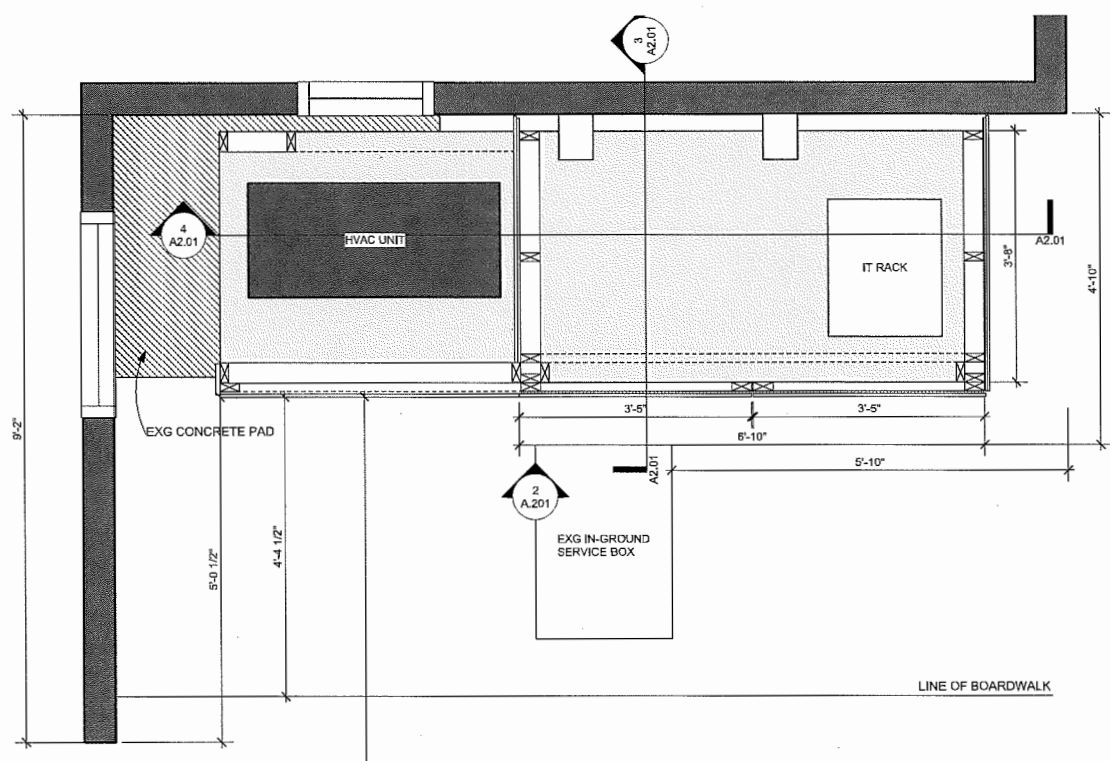 3
A2.01
4
A2.01
HVAC UNIT
IT RACK
A2.01
3'-8"
4'-10"
9'-2"
EXG CONCRETE PAD
3'-5"
3'-5"
6'-10"
5'-10"
A2.01
2
A.201
EXG IN-GROUND
SERVICE BOX
5'-0 1/2"
4'-4 1/2"
LINE OF BOARDWALK